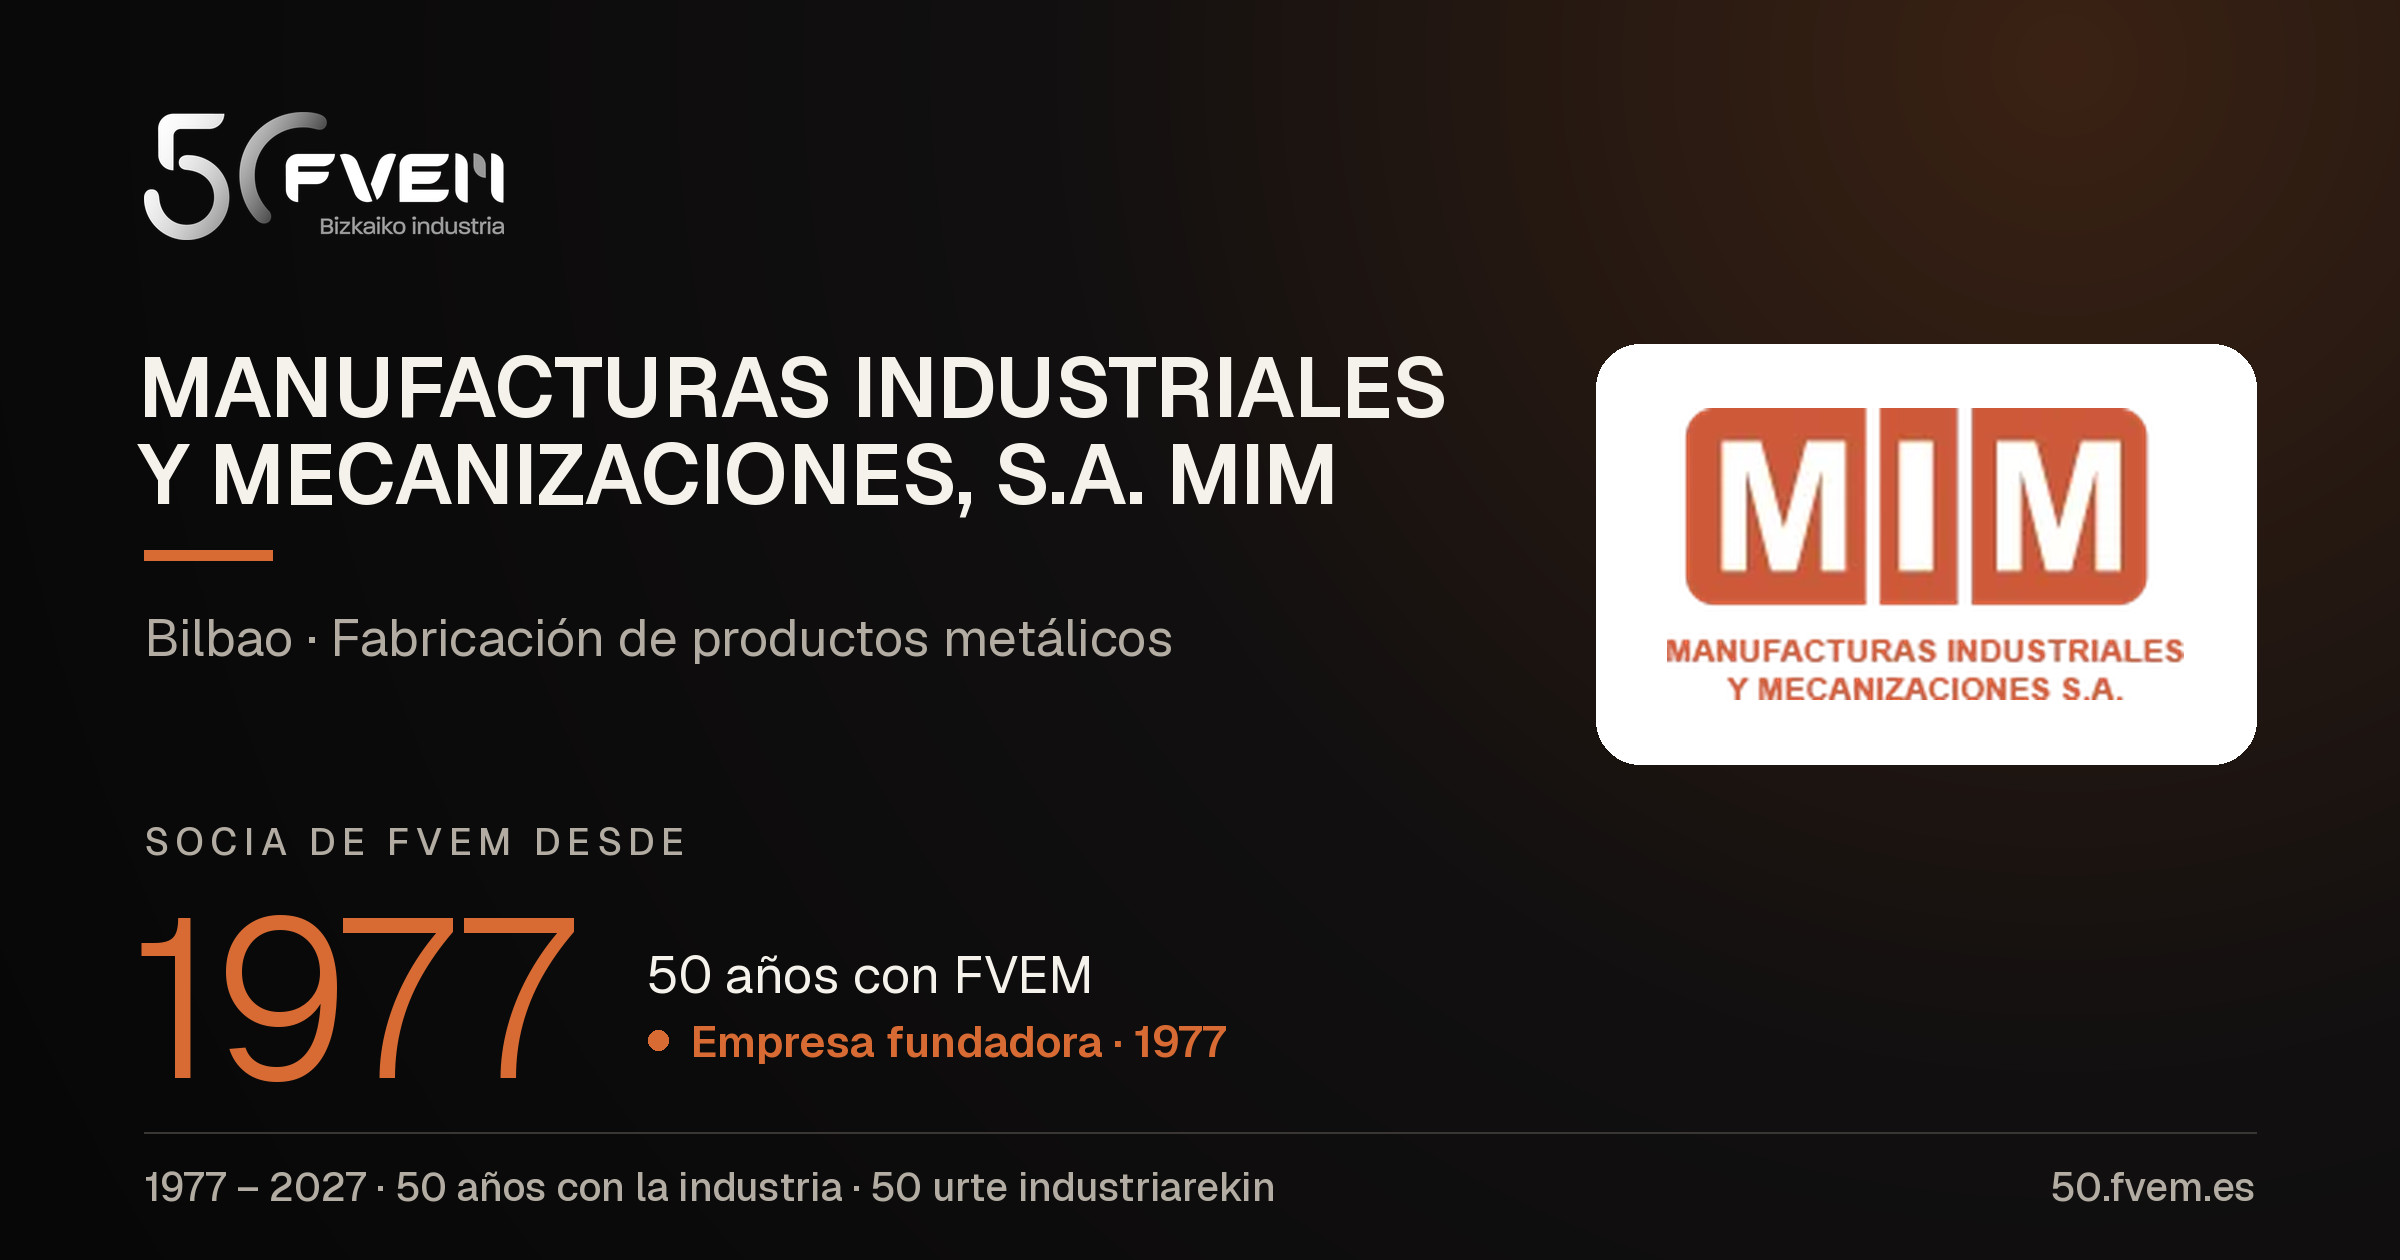 50 FVEM
Bizkaiko industria
MANUFACTURAS INDUSTRIALES
Y MECANIZACIONES, S.A. MIM
Bilbao · Fabricación de productos metálicos
MIM
MANUFACTURAS INDUSTRIALES
Y MECANIZACIONES S.A.
SOCIA DE FVEM DESDE
1977
50 años con FVEM
Empresa fundadora · 1977
1977 – 2027 · 50 años con la industria · 50 urte industriarekin
50.fvem.es